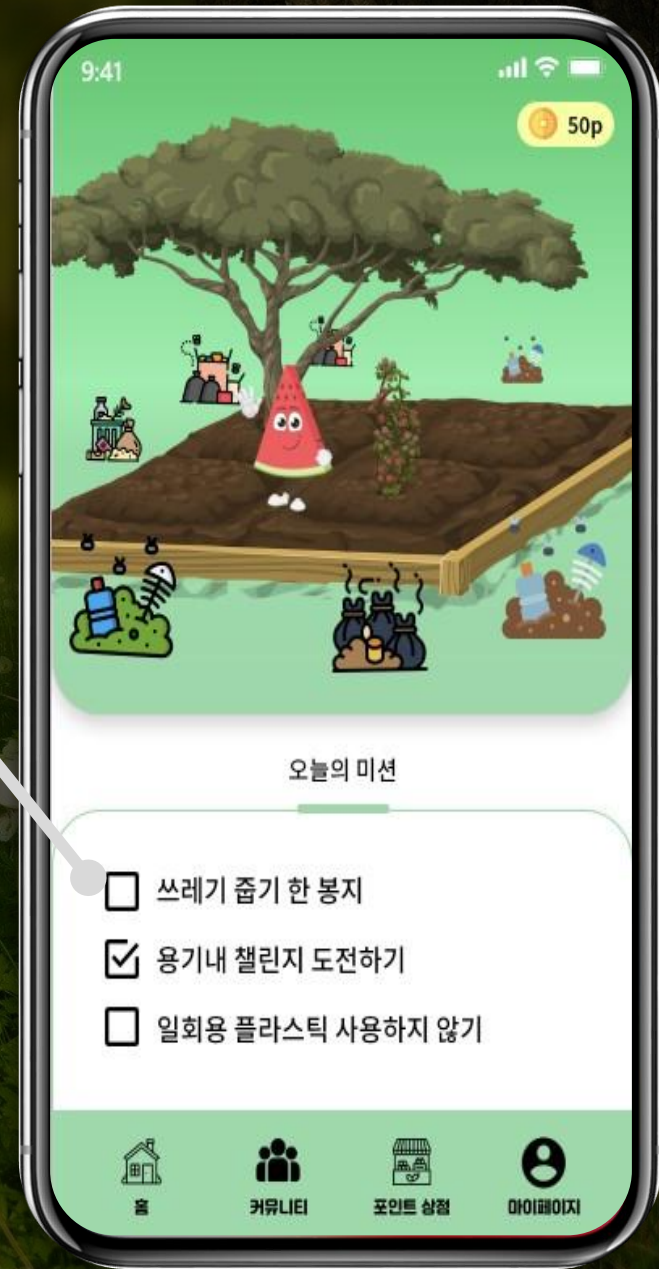 9:41
50p
오늘의 미션
쓰레기 줍기 한 봉지
용기내 챌린지 도전하기
일회용 플라스틱 사용하지 않기
홈
커뮤니티
포인트 상점
마이페이지